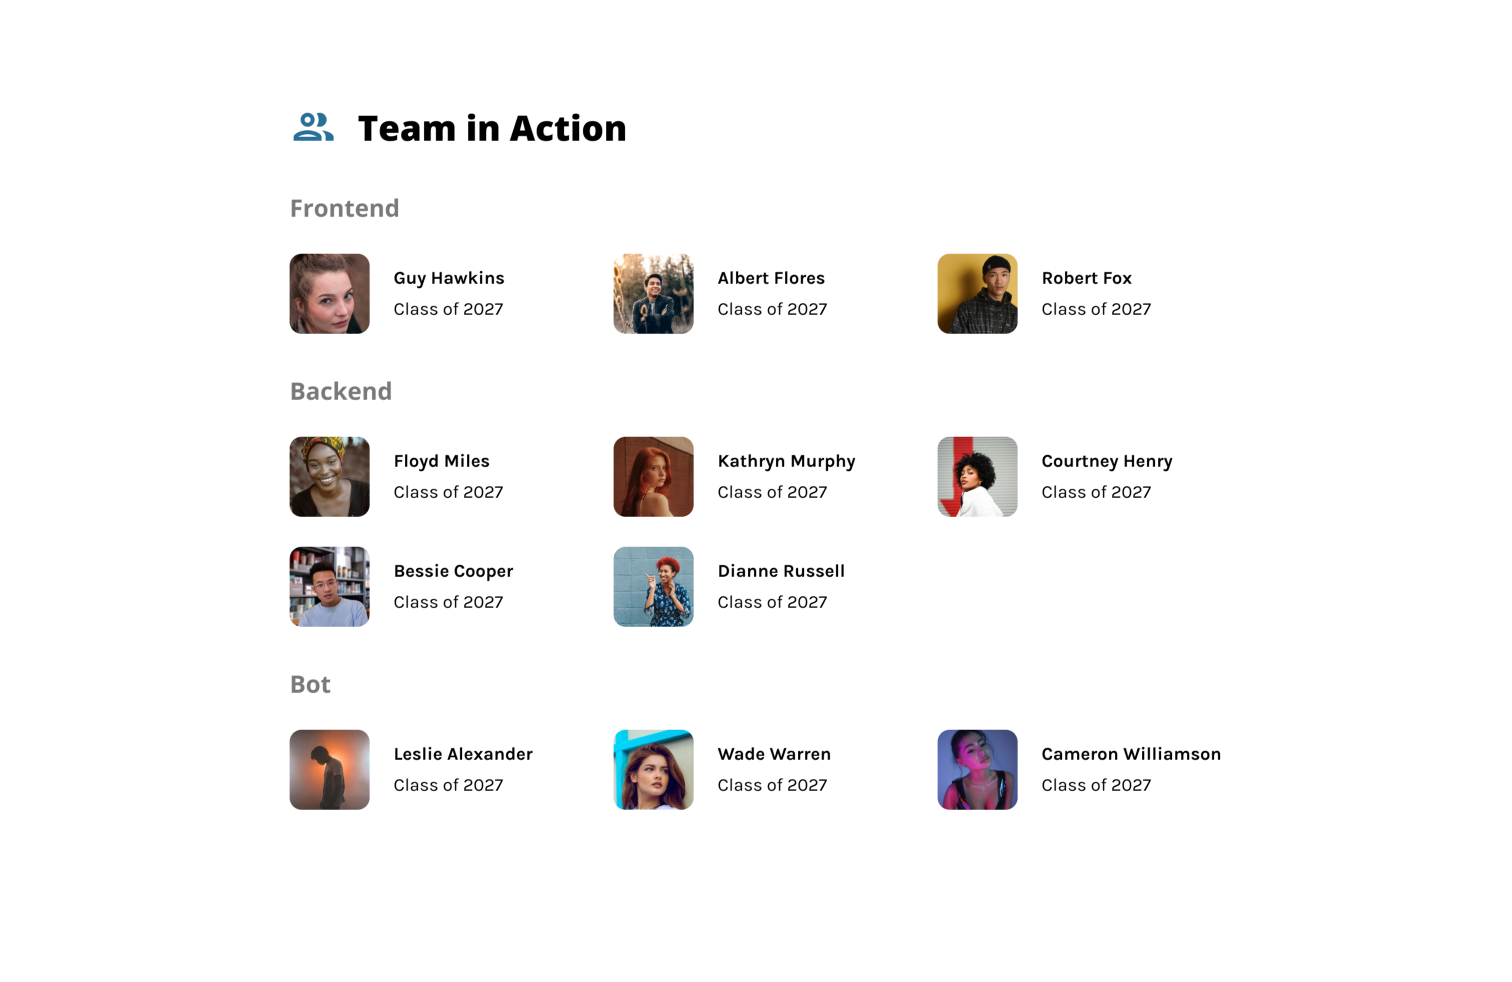 Team in Action
Frontend
Guy Hawkins
Class of 2027
Albert Flores
Class of 2027
Robert Fox
Class of 2027
Backend
Floyd Miles
Class of 2027
Kathryn Murphy
Class of 2027
Courtney Henry
Class of 2027
Bessie Cooper
Class of 2027
Dianne Russell
Class of 2027
Bot
Leslie Alexander
Class of 2027
Wade Warren
Class of 2027
Cameron Williamson
Class of 2027